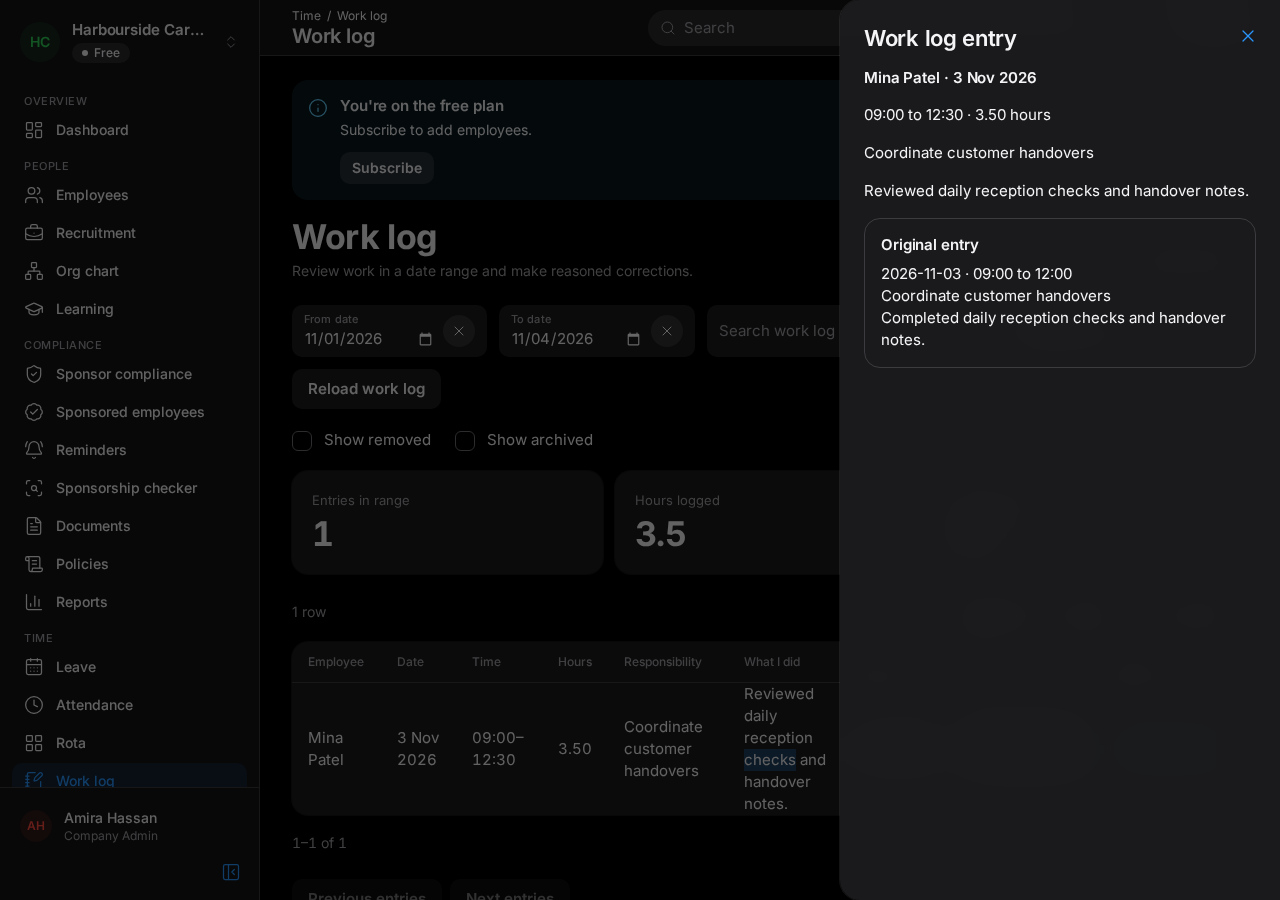 HC
Harbourside Car...
Free
OVERVIEW
Dashboard
PEOPLE
Employees
Recruitment
Org chart
Learning
COMPLIANCE
Sponsor compliance
Sponsored employees
Reminders
Sponsorship checker
Documents
Policies
Reports
TIME
Leave
Attendance
Rota
Work log
AH
Amira Hassan
Company Admin
Time / Work log
Work log
Search
You're on the free plan
Subscribe to add employees.
Subscribe
Work log
Review work in a date range and make reasoned corrections.
From date
11/01/2026
To date
11/04/2026
Search work log
Reload work log
Show removed
Show archived
Entries in range
1
Hours logged
3.5
1 row
Employee Date Time Hours Responsibility What I did
Mina
Patel
3 Nov
2026
09:00–
12:30
3.50
Coordinate
customer
handovers
Reviewed
daily
reception
checks and
handover
notes.
1–1 of 1
Previous entries
Next entries
Work log entry
Mina Patel · 3 Nov 2026
09:00 to 12:30 · 3.50 hours
Coordinate customer handovers
Reviewed daily reception checks and handover notes.
Original entry
2026-11-03 · 09:00 to 12:00
Coordinate customer handovers
Completed daily reception checks and handover
notes.